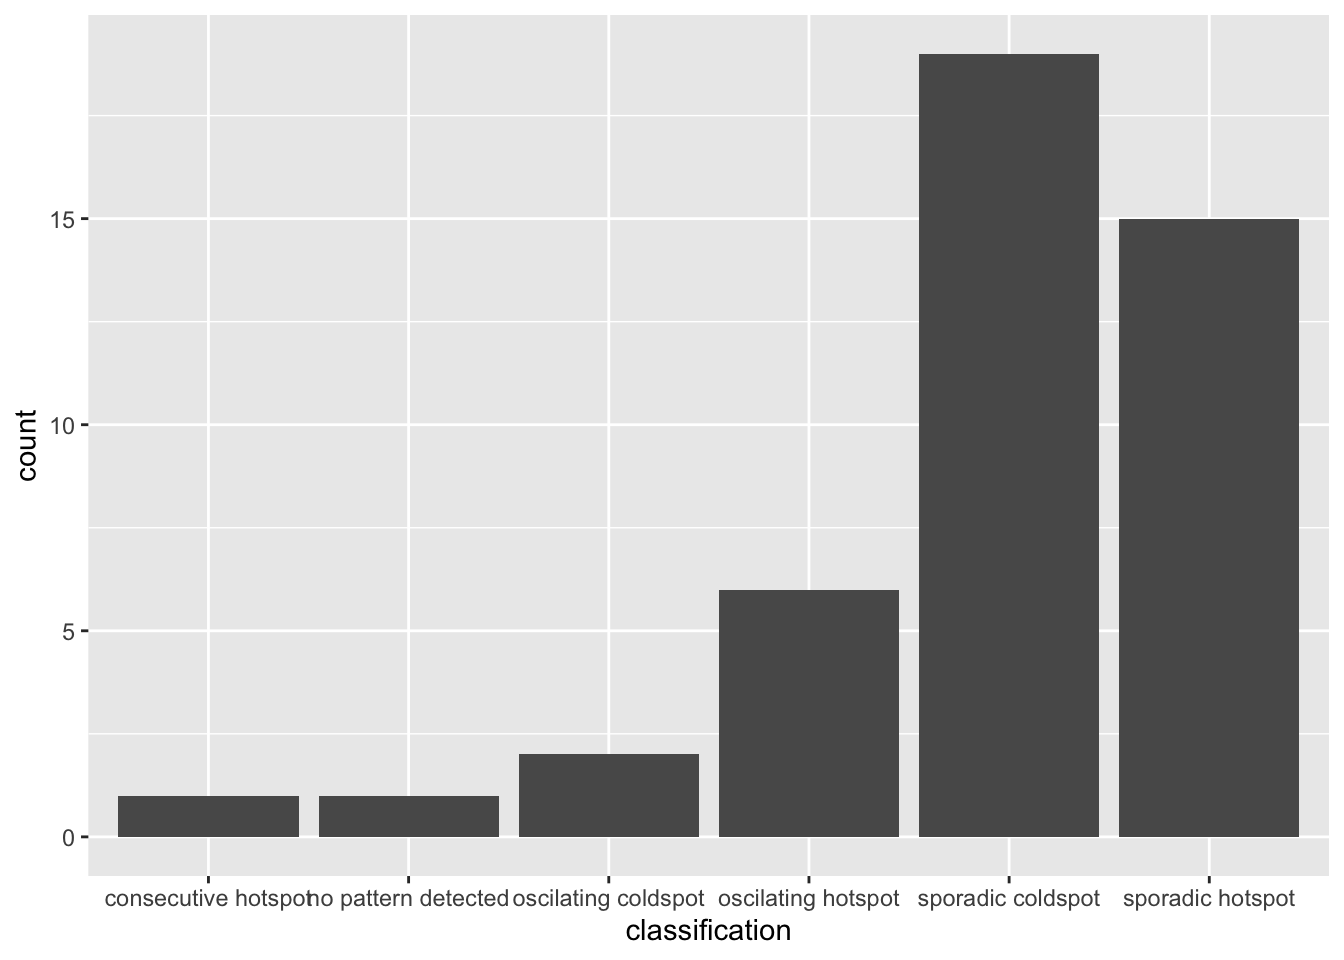 count
15
10
5
0
consecutive hotspot no pattern detected oscilating coldspot oscilating hotspot sporadic coldspot sporadic hotspot
classification